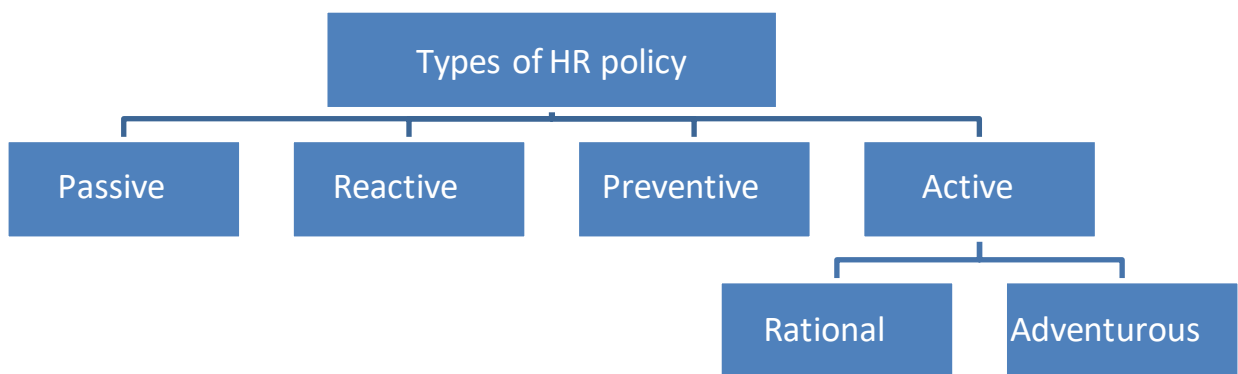 Types of HR policy
Passive
Reactive
Preventive
Active
Rational
Adventurous